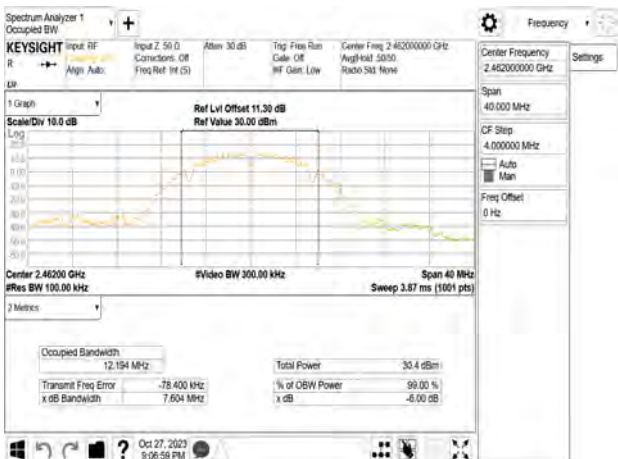 Spectrum Analyzer 1
Occupied BW
+
Frequency
KEYSIGHT
R
Input: RF
Align: Auto
Input Z: 50 Ω
Corrections: Off
Freq Ref: Int (S)
Atten: 30 dB
Trig: Free Run
Gate: Off
#IF Gain: Low
Center Freq: 2.462000000 GHz
Avg|Hold: 50/50
Radio Std: None
Center Frequency
2.462000000 GHz
Settings
Span
40.000 MHz
CF Step
4.000000 MHz
Auto
Man
Freq Offset
0 Hz
1 Graph
Scale/Div 10.0 dB
Ref Lvl Offset 11.30 dB
Ref Value 30.00 dBm
Log
Center 2.46200 GHz
#Res BW 100.00 kHz
#Video BW 300.00 kHz
Span 40 MHz
Sweep 3.87 ms (1001 pts)
2 Metrics
Occupied Bandwidth
12.194 MHz
Total Power 30.4 dBm
Transmit Freq Error -78.400 kHz
% of OBW Power 99.00 %
x dB Bandwidth 7.604 MHz
x dB -6.00 dB
?
Oct 27, 2023
9:06:59 PM